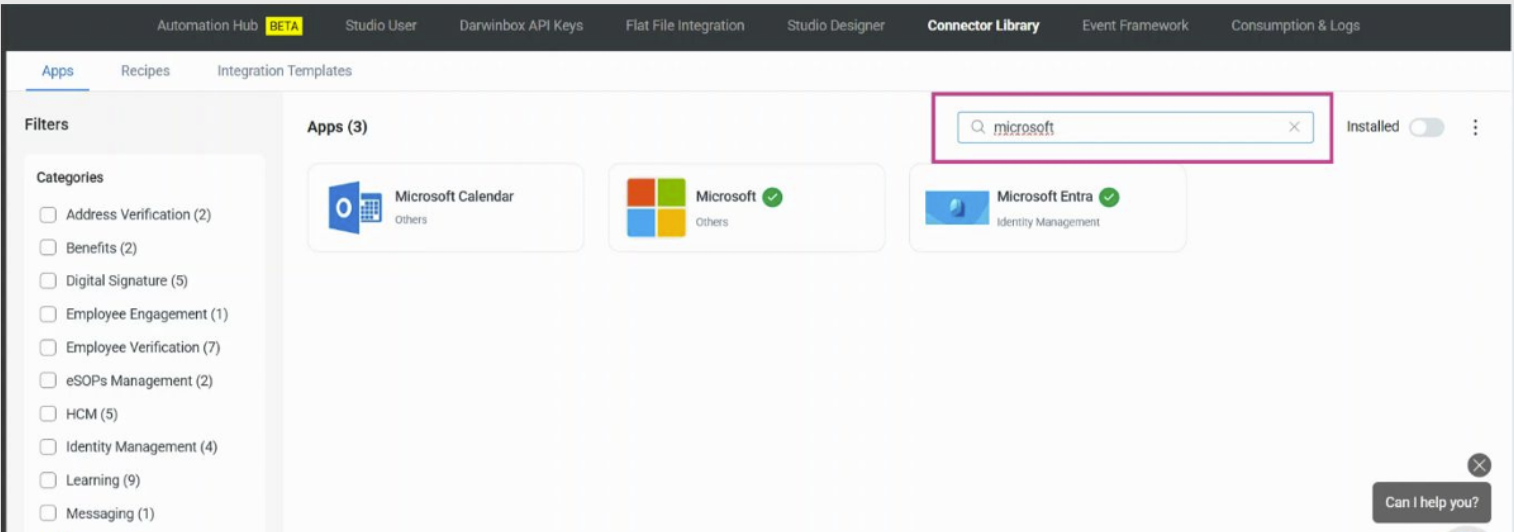 Automation Hub BETA Studio User Darwinbox API Keys Flat File Integration Studio Designer Connector Library Event Framework Consumption & Logs
Apps Recipes Integration Templates
Filters
Apps (3)
microsoft
Installed
Categories
Address Verification (2)
Benefits (2)
Digital Signature (5)
Employee Engagement (1)
Employee Verification (7)
eSOPs Management (2)
HCM (5)
Identity Management (4)
Learning (9)
Messaging (1)
Microsoft Calendar
Others
Microsoft
Others
Microsoft Entra
Identity Management
Can I help you?